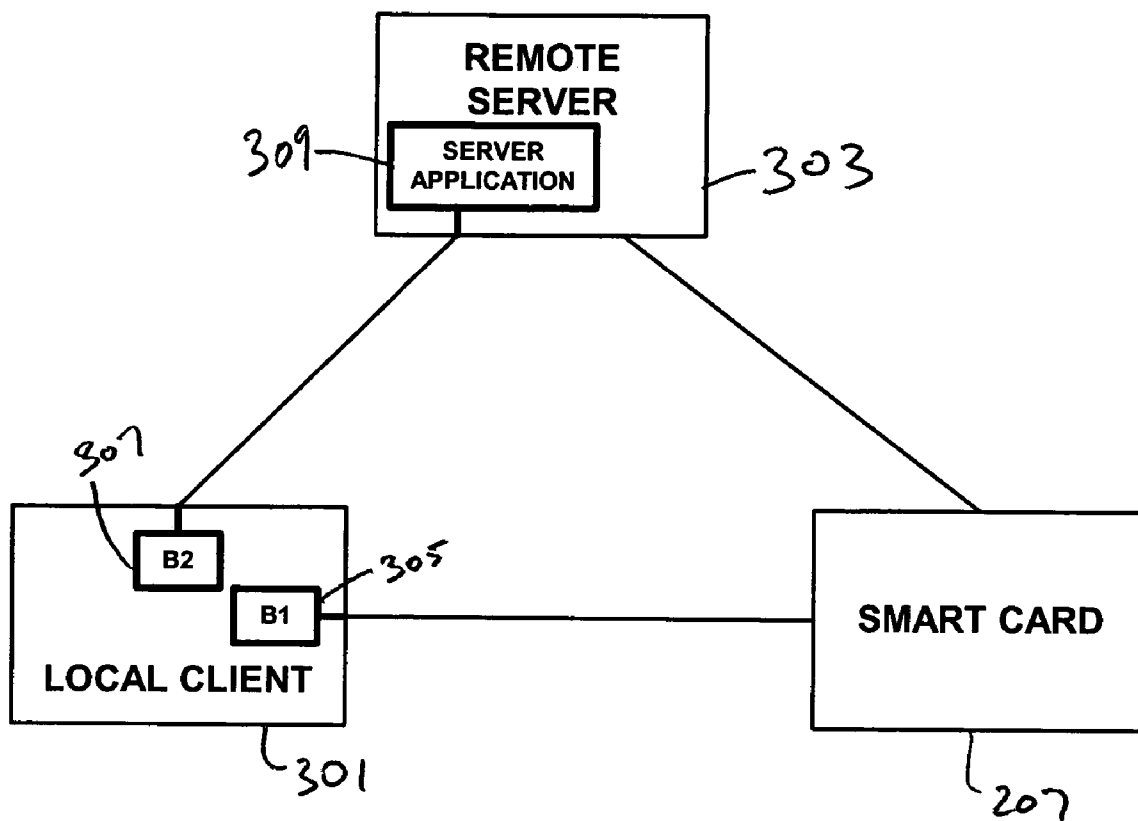 REMOTE
SERVER
309
SERVER
APPLICATION
303
307
B2
305
B1
LOCAL CLIENT
SMART CARD
301
207